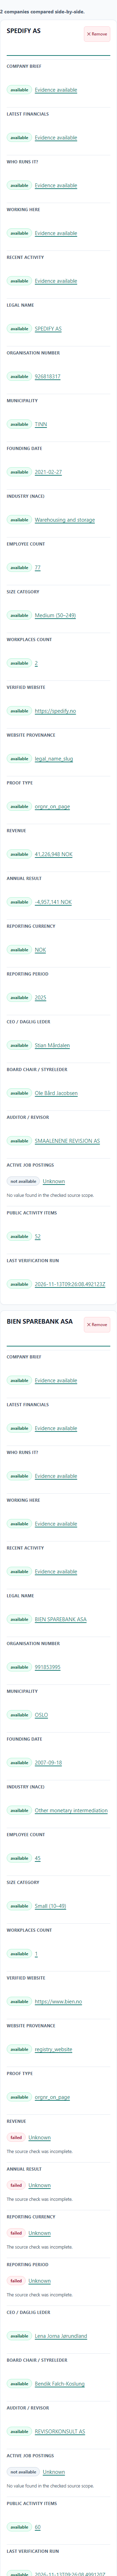 2 companies compared side-by-side.
SPEDIFY AS
✕ Remove
COMPANY BRIEF
available Evidence available
LATEST FINANCIALS
available Evidence available
WHO RUNS IT?
available Evidence available
WORKING HERE
available Evidence available
RECENT ACTIVITY
available Evidence available
LEGAL NAME
available SPEDIFY AS
ORGANISATION NUMBER
available 926818317
MUNICIPALITY
available TINN
FOUNDING DATE
available 2021-02-27
INDUSTRY (NACE)
available Warehousing and storage
EMPLOYEE COUNT
available 77
SIZE CATEGORY
available Medium (50–249)
WORKPLACES COUNT
available 2
VERIFIED WEBSITE
available https://spedify.no
WEBSITE PROVENANCE
available legal_name_slug
PROOF TYPE
available orgnr_on_page
REVENUE
available 41,226,948 NOK
ANNUAL RESULT
available -4,957,141 NOK
REPORTING CURRENCY
available NOK
REPORTING PERIOD
available 2025
CEO / DAGLIG LEDER
available Stian Mårdalen
BOARD CHAIR / STYRELEDER
available Ole Bård Jacobsen
AUDITOR / REVISOR
available SMAALENENE REVISJON AS
ACTIVE JOB POSTINGS
not available Unknown
No value found in the checked source scope.
PUBLIC ACTIVITY ITEMS
available 52
LAST VERIFICATION RUN
available 2026-11-13T09:26:08.492123Z
BIEN SPAREBANK ASA
✕ Remove
COMPANY BRIEF
available Evidence available
LATEST FINANCIALS
available Evidence available
WHO RUNS IT?
available Evidence available
WORKING HERE
available Evidence available
RECENT ACTIVITY
available Evidence available
LEGAL NAME
available BIEN SPAREBANK ASA
ORGANISATION NUMBER
available 991853995
MUNICIPALITY
available OSLO
FOUNDING DATE
available 2007-09-18
INDUSTRY (NACE)
available Other monetary intermediation
EMPLOYEE COUNT
available 45
SIZE CATEGORY
available Small (10–49)
WORKPLACES COUNT
available 1
VERIFIED WEBSITE
available https://www.bien.no
WEBSITE PROVENANCE
available registry_website
PROOF TYPE
available orgnr_on_page
REVENUE
failed Unknown
The source check was incomplete.
ANNUAL RESULT
failed Unknown
The source check was incomplete.
REPORTING CURRENCY
failed Unknown
The source check was incomplete.
REPORTING PERIOD
failed Unknown
The source check was incomplete.
CEO / DAGLIG LEDER
available Lena Jorna Jørundland
BOARD CHAIR / STYRELEDER
available Bendik Falch-Koslung
AUDITOR / REVISOR
available REVISORKONSULT AS
ACTIVE JOB POSTINGS
not available Unknown
No value found in the checked source scope.
PUBLIC ACTIVITY ITEMS
available 60
LAST VERIFICATION RUN